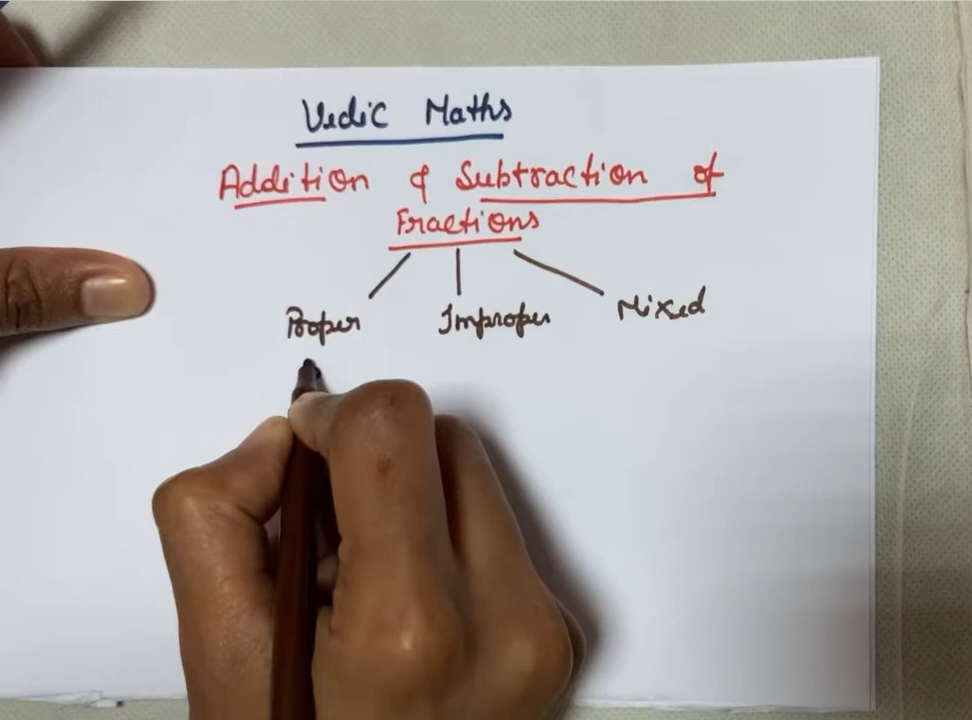 Vedic Maths
Addition & Subtraction of
Fractions
Proper Improper Mixed